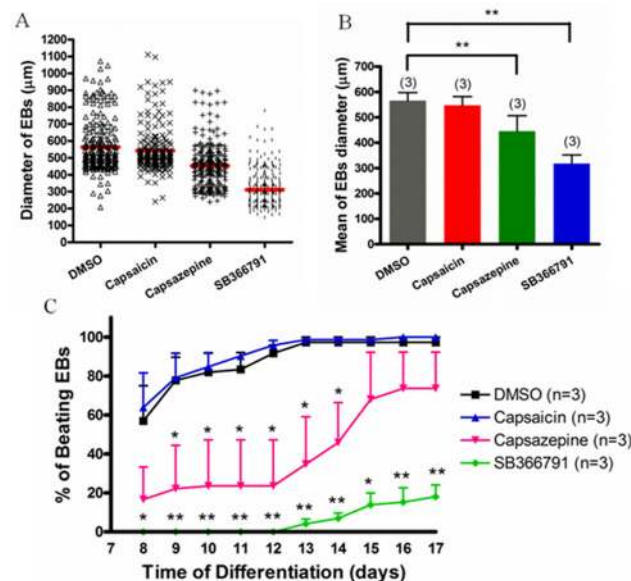 A
Diameter of EBs (μm)
1200
1100
1000
900
800
700
600
500
400
300
200
100
0
DMSO
Capsaicin
Capsazepine
SB366791
B
**
**
Mean of EBs diameter (μm)
700
600
500
400
300
200
100
0
(3)
(3)
(3)
(3)
DMSO
Capsaicin
Capsazepine
SB366791
C
% of Beating EBs
100
80
60
40
20
0
* * * * * *
* ** ** ** ** ** ** * ** **
7 8 9 10 11 12 13 14 15 16 17
Time of Differentiation (days)
DMSO (n=3)
Capsaicin (n=3)
Capsazepine (n=3)
SB366791 (n=3)